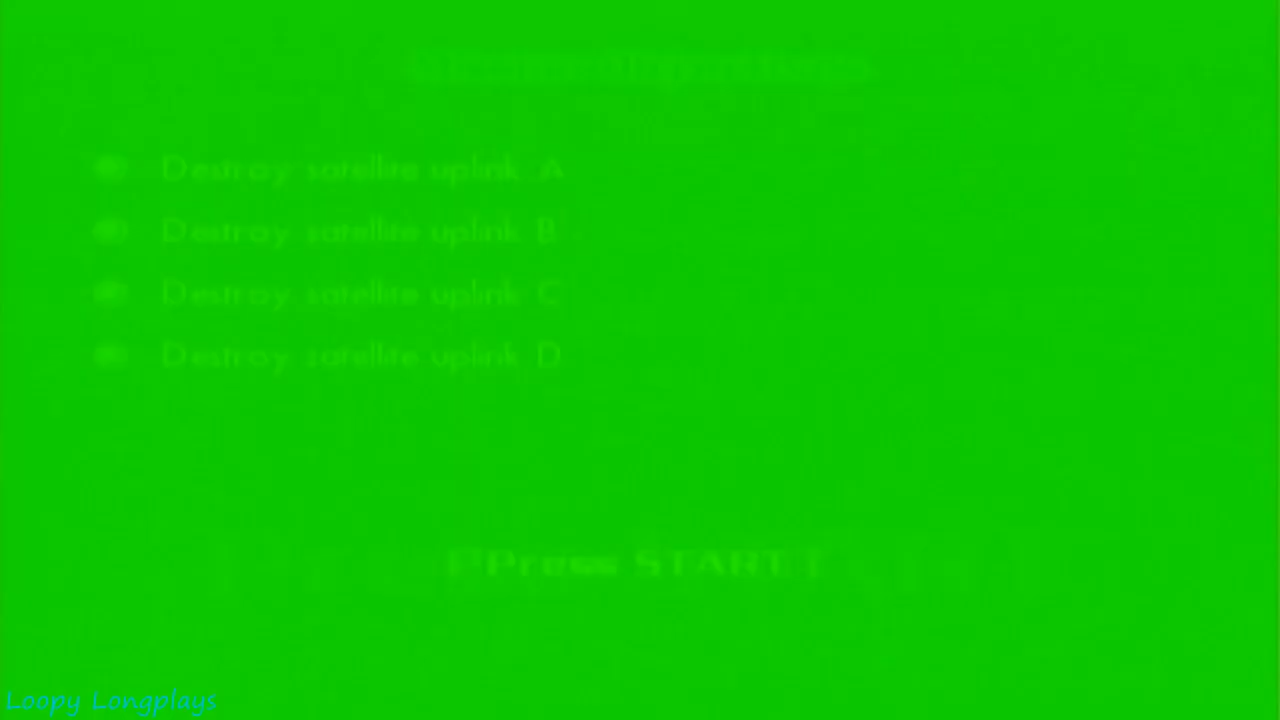 Destroy satellite uplink A
Destroy satellite uplink B
Destroy satellite uplink C
Destroy satellite uplink D
Press START
Loopy Longplays